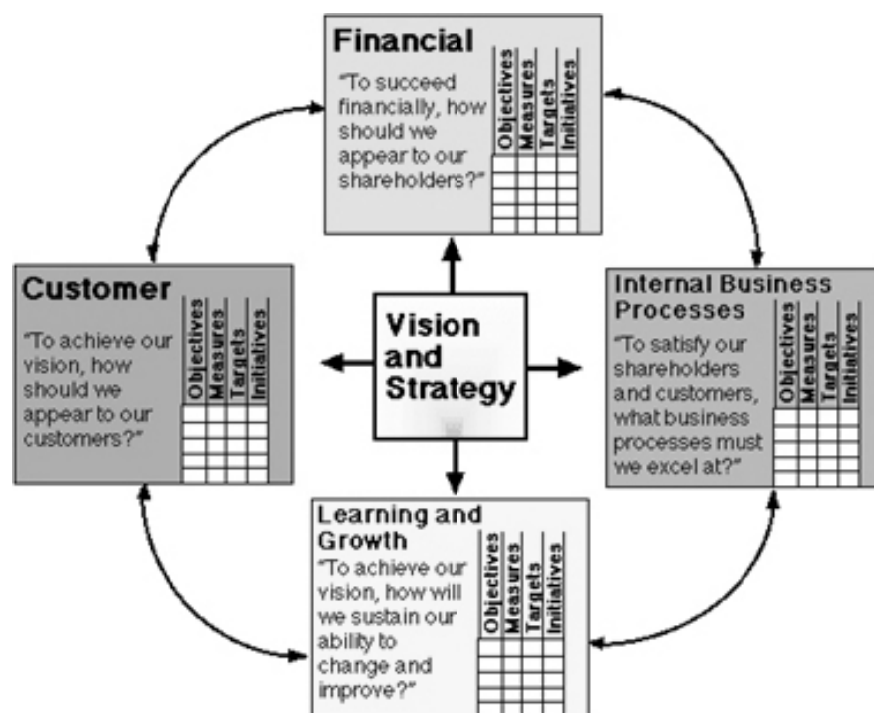 Financial
"To succeed
financially, how
should we
appear to our
shareholders?"
Objectives
Measures
Targets
Initiatives
Customer
"To achieve our
vision, how
should we
appear to our
customers?"
Objectives
Measures
Targets
Initiatives
Vision
and
Strategy
Internal Business
Processes
"To satisfy our
shareholders
and customers,
what business
processes must
we excel at?"
Objectives
Measures
Targets
Initiatives
Learning and
Growth
"To achieve our
vision, how will
we sustain our
ability to
change and
improve?"
Objectives
Measures
Targets
Initiatives